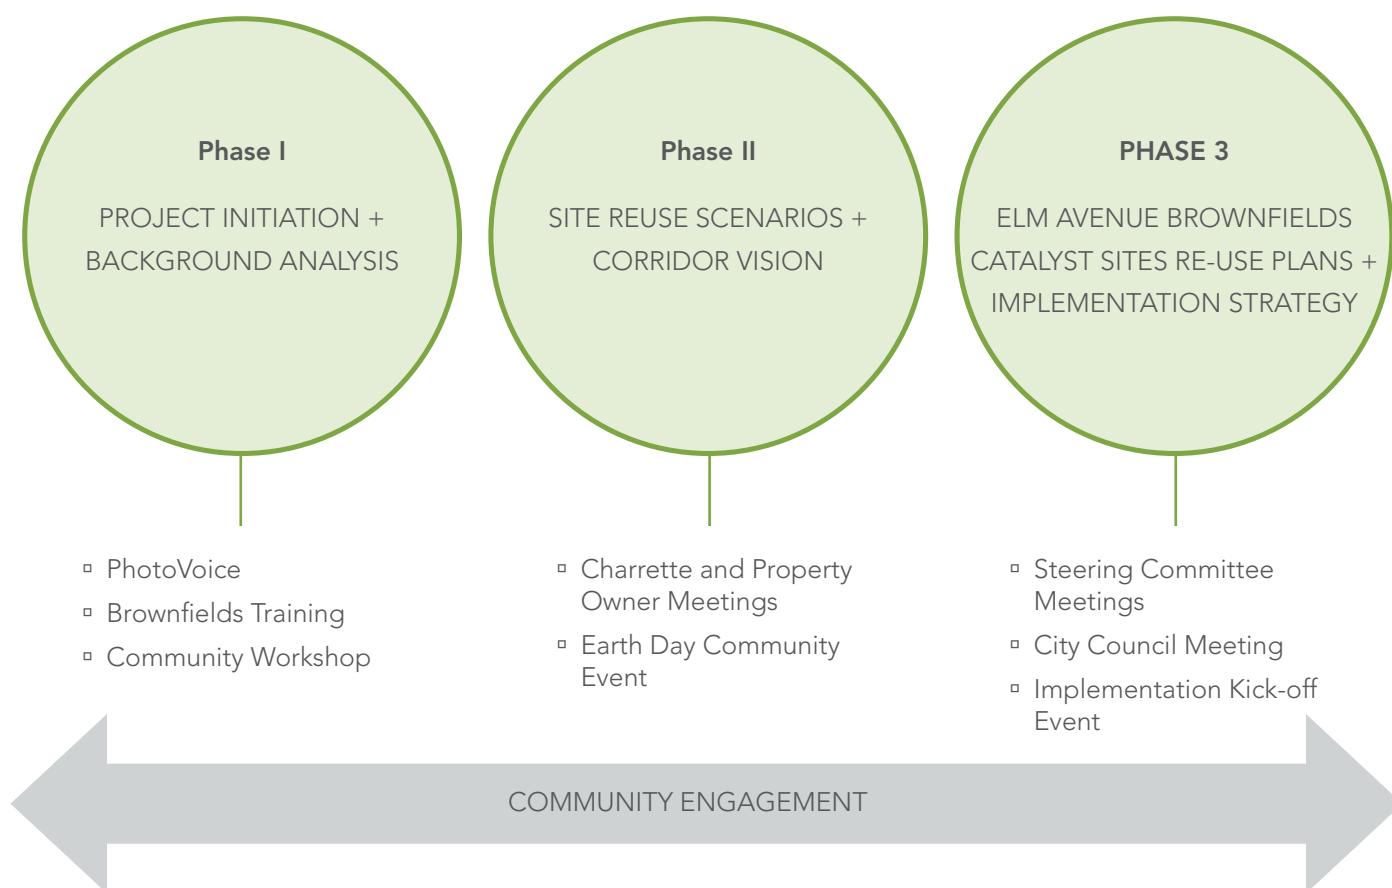 Phase I
PROJECT INITIATION +
BACKGROUND ANALYSIS
▫ PhotoVoice
▫ Brownfields Training
▫ Community Workshop
Phase II
SITE REUSE SCENARIOS +
CORRIDOR VISION
▫ Charrette and Property
Owner Meetings
▫ Earth Day Community
Event
PHASE 3
ELM AVENUE BROWNFIELDS
CATALYST SITES RE-USE PLANS +
IMPLEMENTATION STRATEGY
▫ Steering Committee
Meetings
▫ City Council Meeting
▫ Implementation Kick-off
Event
COMMUNITY ENGAGEMENT